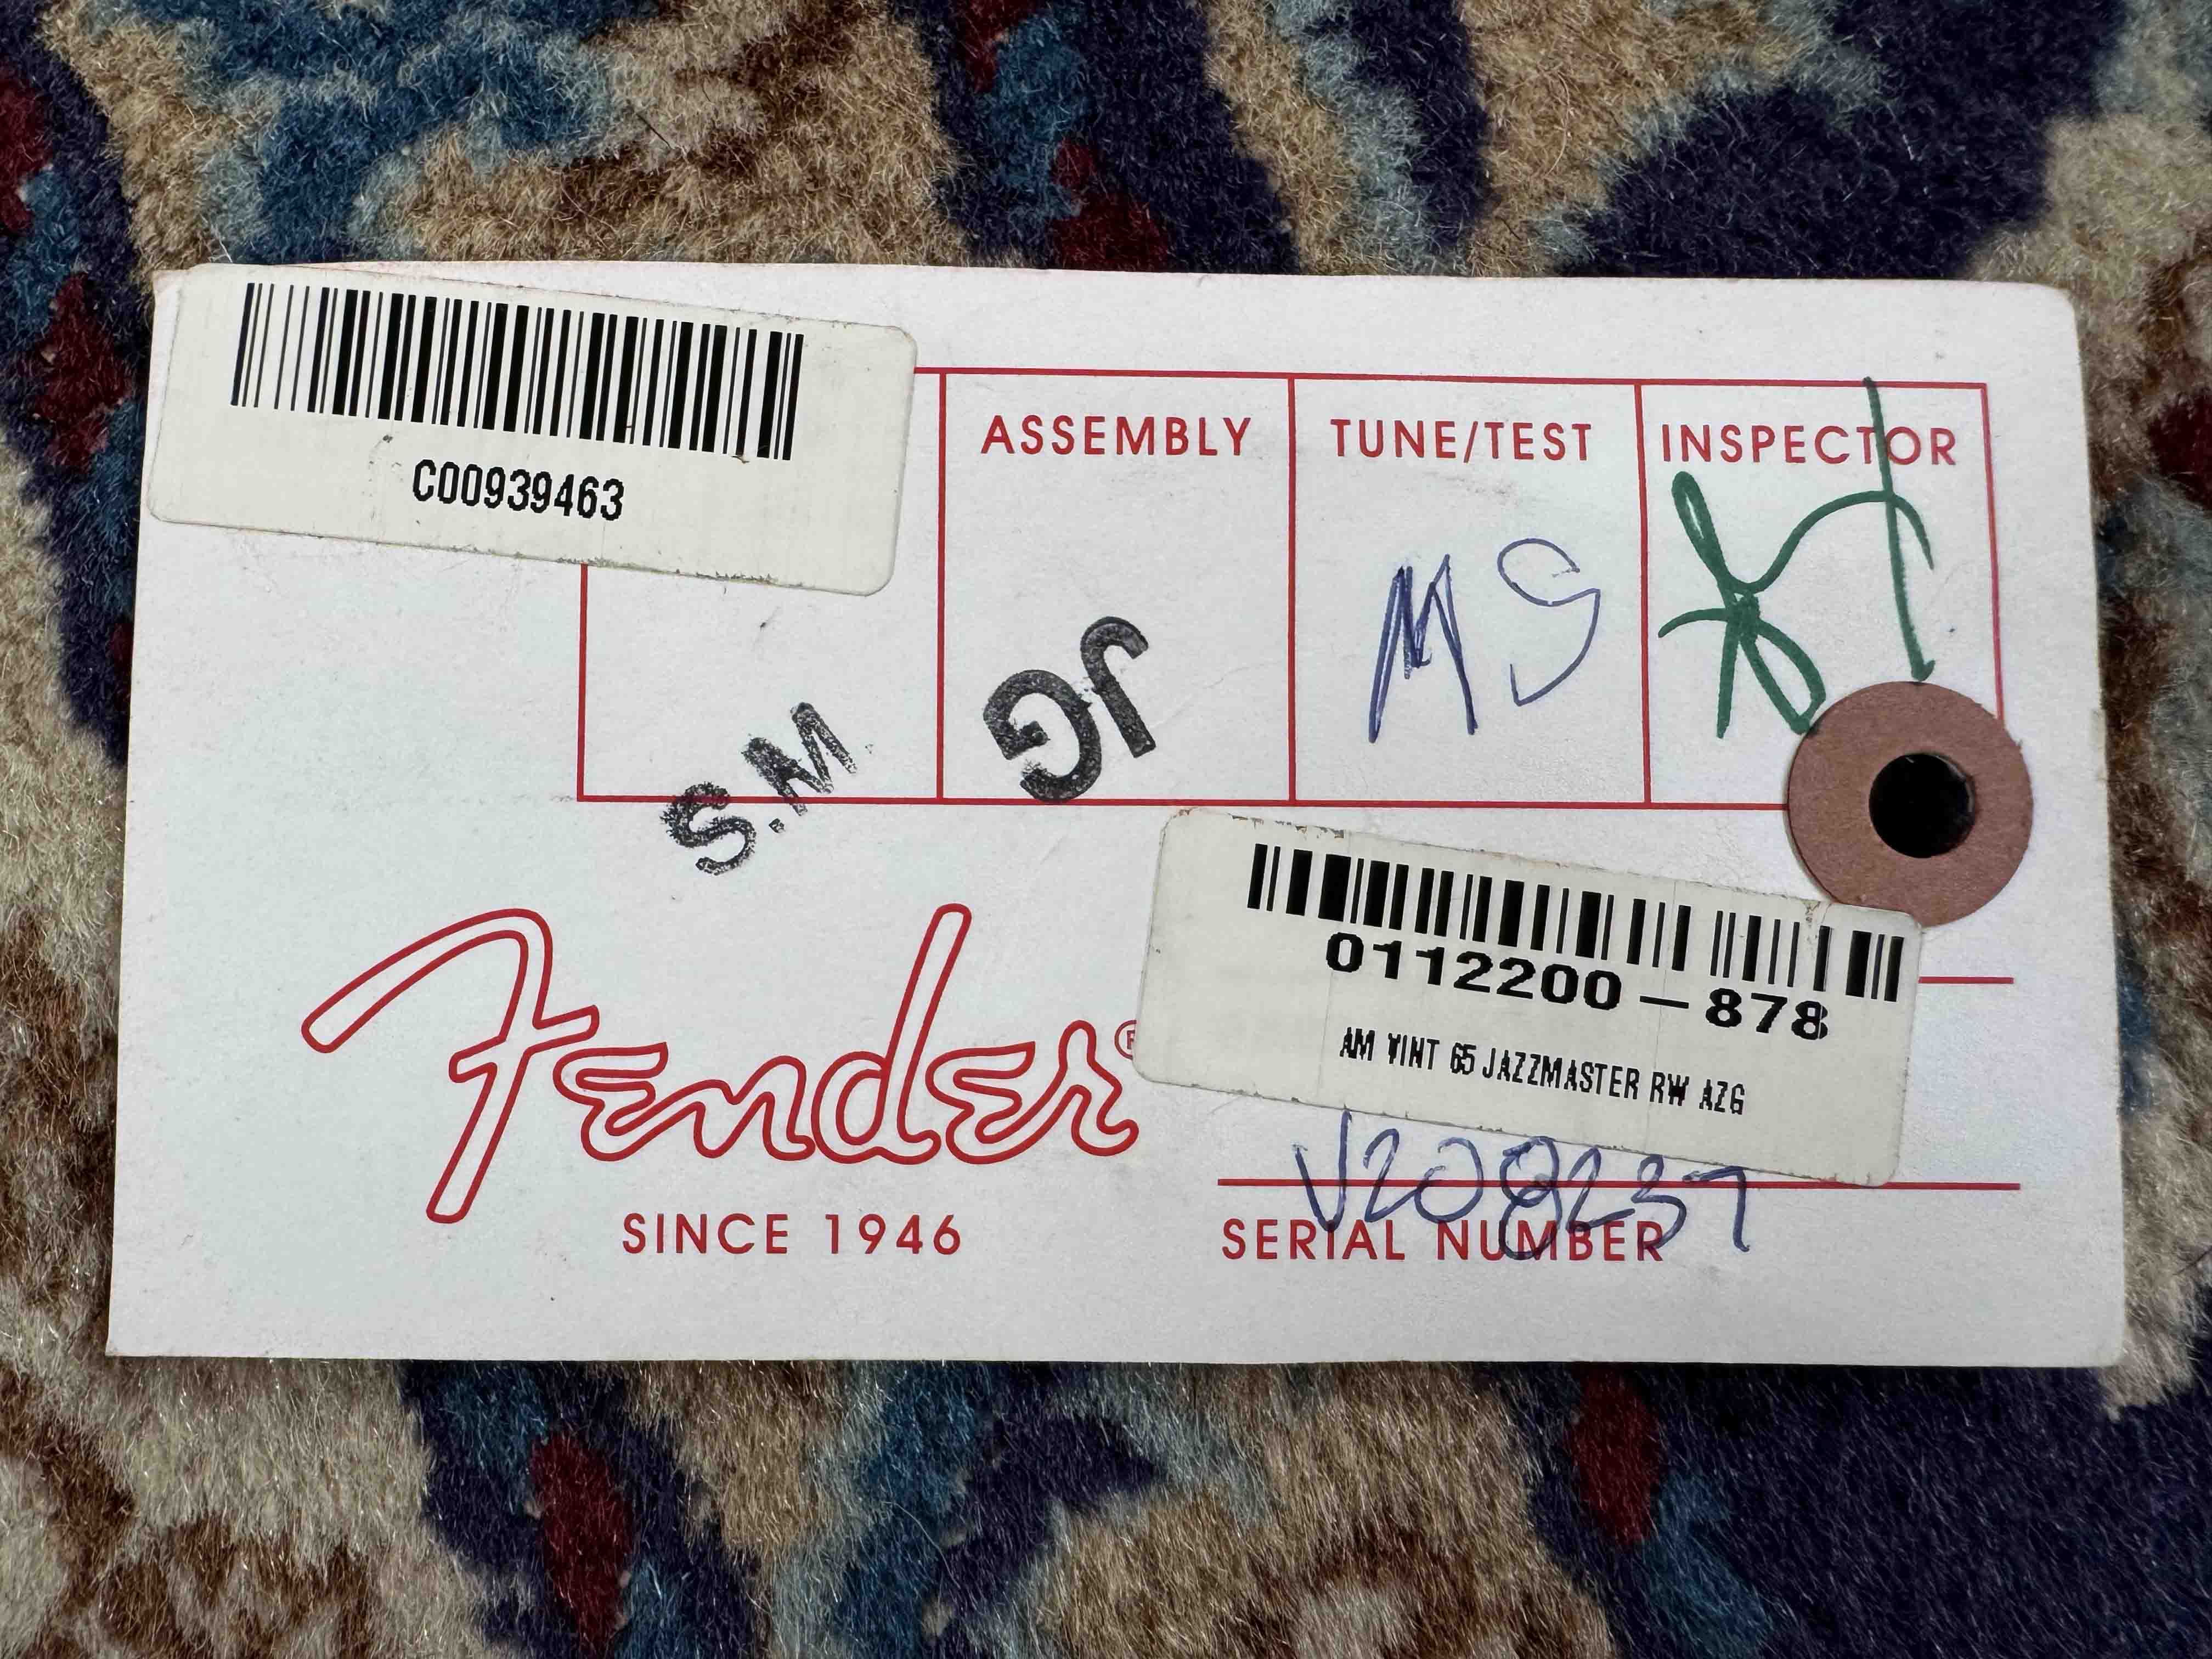 C00939463
ASSEMBLY
TUNE/TEST
INSPECTOR
S.M
JG
MS
Fender®
SINCE 1946
0112200-878
AM VINT 65 JAZZMASTER RW AZG
V208237
SERIAL NUMBER